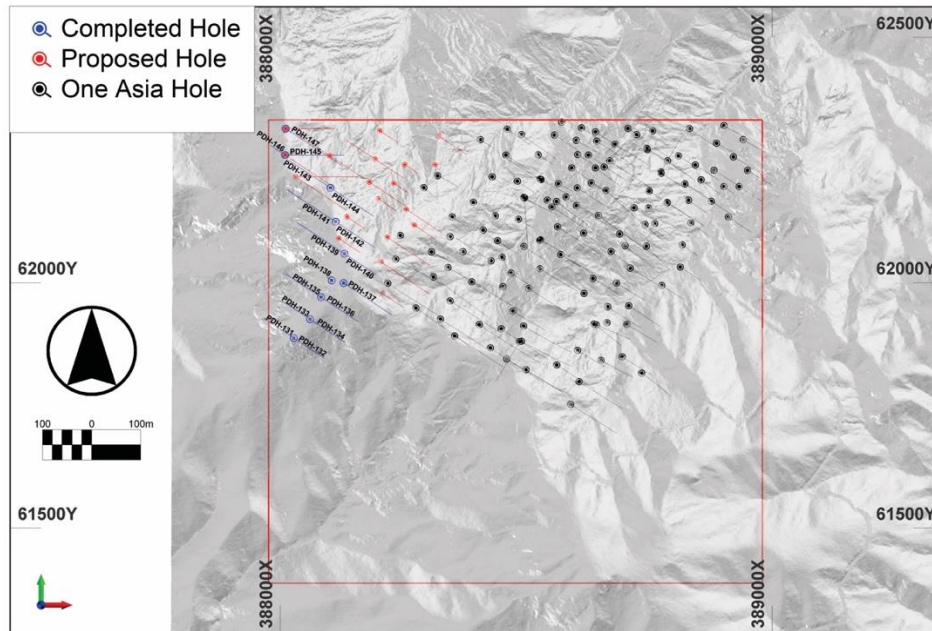 Completed Hole
Proposed Hole
One Asia Hole
388000X
389000X
62500Y
PDH-147
PDH-146
PDH-145
PDH-143
PDH-144
PDH-141
PDH-142
PDH-139
PDH-140
62000Y
62000Y
PDH-138
PDH-137
PDH-135
PDH-136
PDH-133
PDH-134
PDH-131
PDH-132
100
0
100m
61500Y
61500Y
388000X
389000X